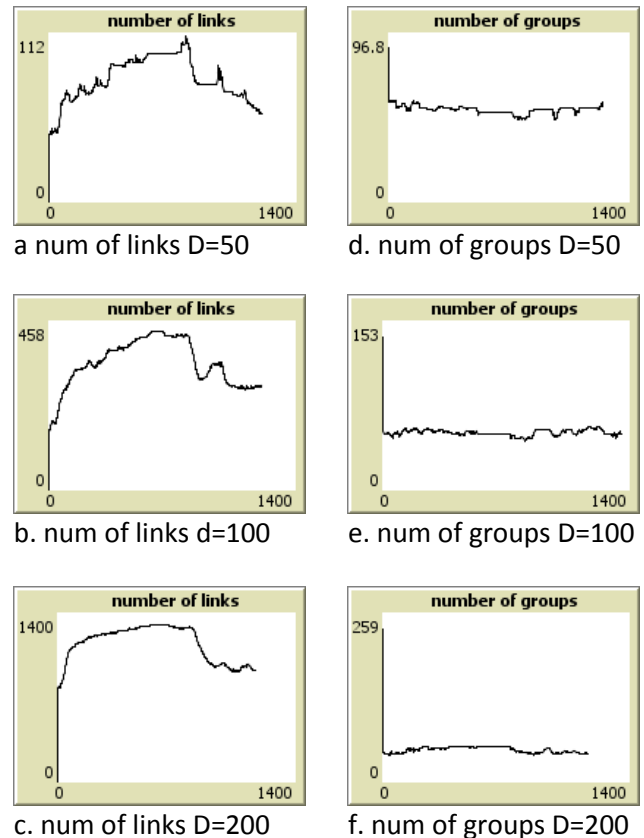 number of links
112
0
0
1400
a num of links D=50
number of groups
96.8
0
0
1400
d. num of groups D=50
number of links
458
0
0
1400
b. num of links d=100
number of groups
153
0
0
1400
e. num of groups D=100
number of links
1400
0
0
1400
c. num of links D=200
number of groups
259
0
0
1400
f. num of groups D=200